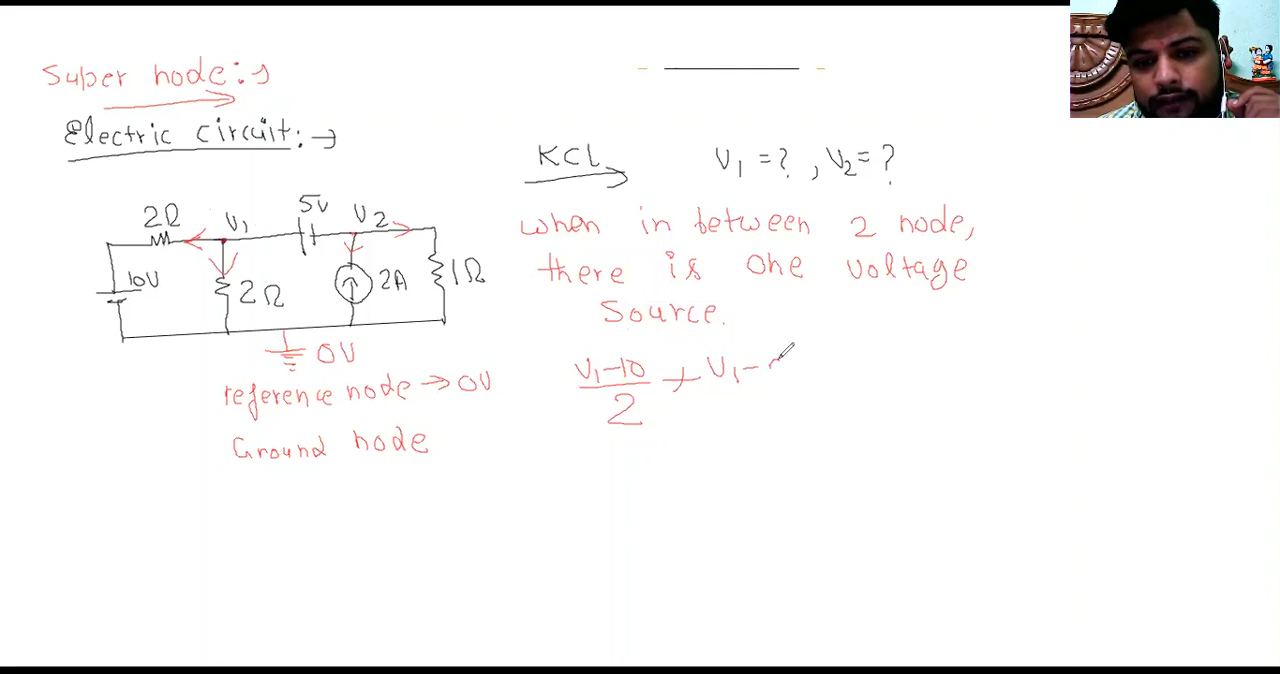 Super node:→
Electric circuit:→
KCL
V1 = ? , V2 = ?
when in between 2 node,
there is one voltage
Source.
2Ω
V1
5V
V2
10V
2Ω
2A
1Ω
0V
reference node → 0V
Ground node
V1-10
2
+ V1-